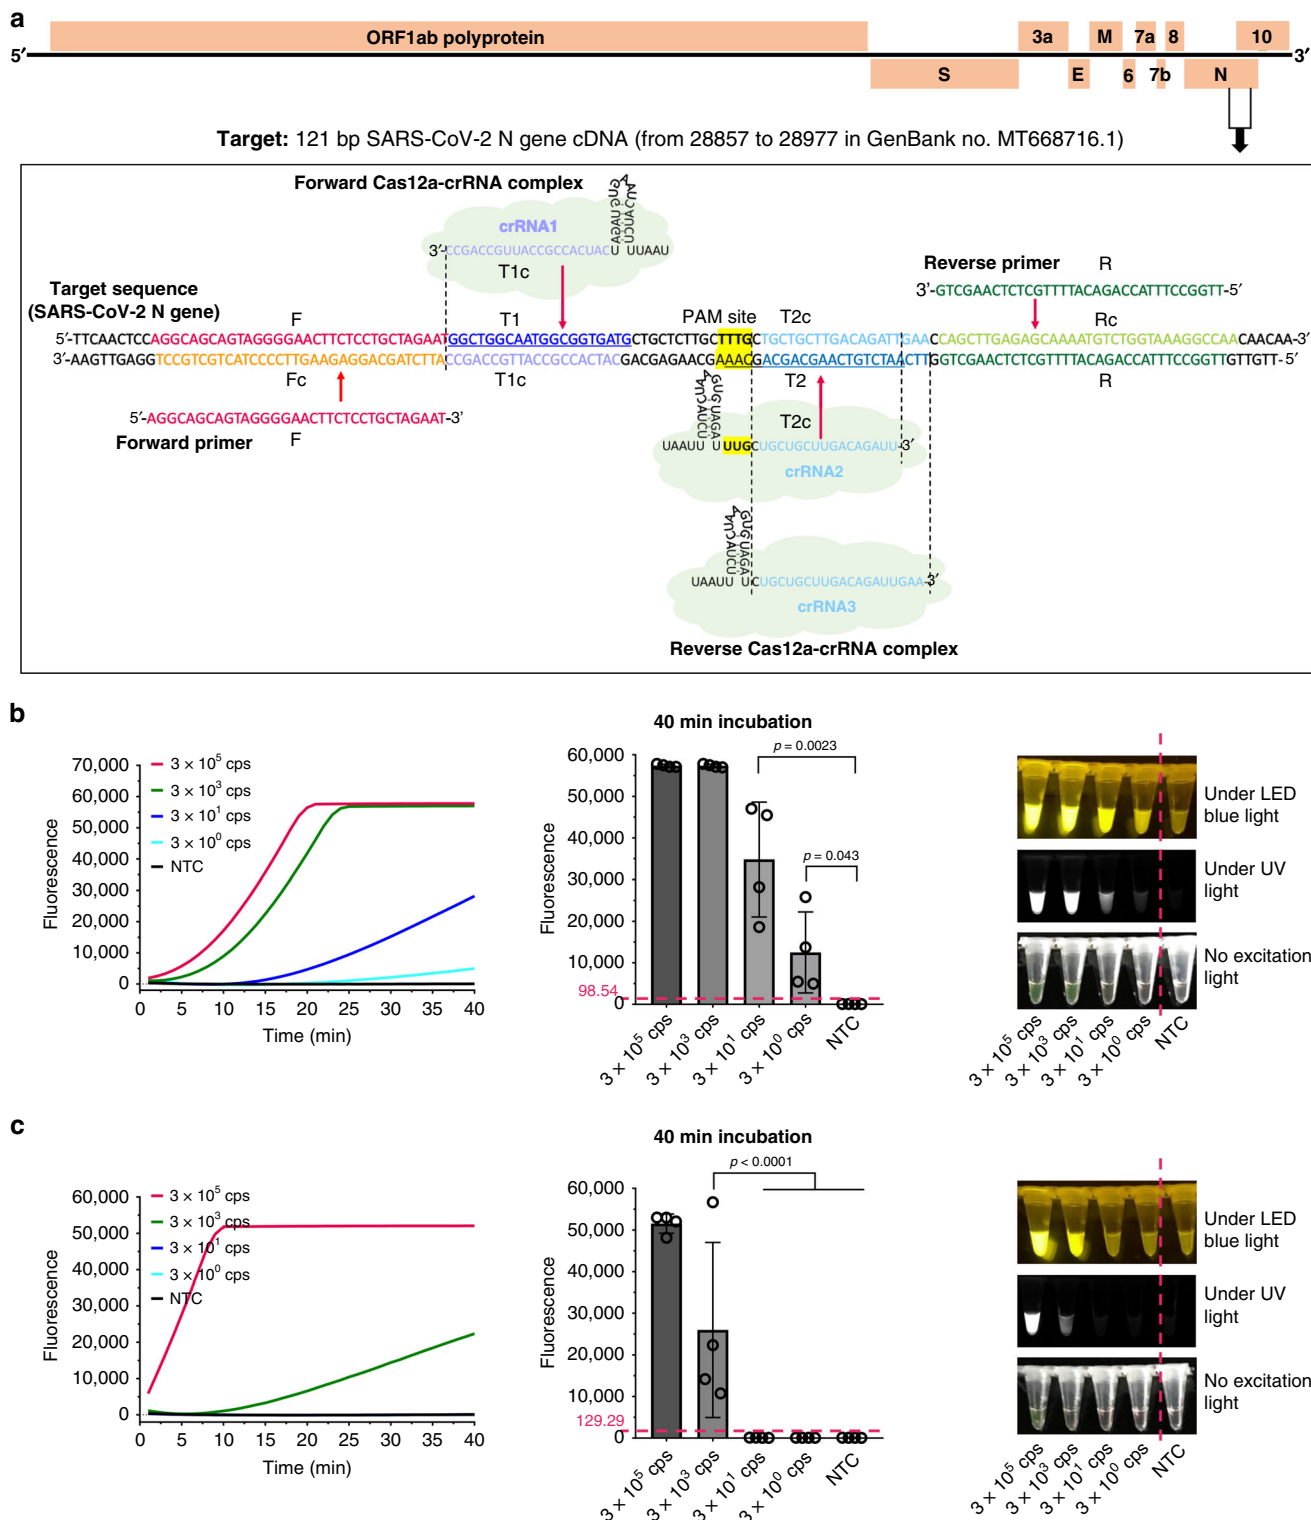 a
ORF1ab polyprotein
3a
M
7a
8
10
5′
3′
S
E
6
7b
N
Target: 121 bp SARS-CoV-2 N gene cDNA (from 28857 to 28977 in GenBank no. MT668716.1)
Forward Cas12a-crRNA complex
crRNA1
3′-CCGACCGUUACCGCCACUACU UUAAU
T1c
Reverse primer R
3′-GTCGAACTCTCGTTTTACAGACCATTTCCGGTT-5′
Target sequence
(SARS-CoV-2 N gene)
F T1 PAM site T2c Rc
5′-TTCAACTCCAGGCAGCAGTAGGGGAACTTCTCCTGCTAGAATGGCTGGCAATGGCGGTGATGCTGCTCTTGCTTTGCTGCTGCTTGACAGATTGAACCAGCTTGAGAGCAAAATGTCTGGTAAAGGCCAACAACAA-3′
3′-AAGTTGAGGTCCGTCGTCATCCCCTTGAAGAGGACGATCTTACCGACCGTTACCGCCACTACGACGAGAACGAAACGACGACGAACTGTCTAACTTGGTCGAACTCTCGTTTTACAGACCATTTCCGGTTGTTGTT-5′
Fc T1c T2 R
5′-AGGCAGCAGTAGGGGAACTTCTCCTGCTAGAAT-3′
Forward primer F
T2c
UAAUU UUUGCUGCUGCUUGACAGAUU-3′
crRNA2
UAAUU UCUGCUGCUUGACAGAUUGAA-3′
crRNA3
Reverse Cas12a-crRNA complex
b
Fluorescence
70,000
60,000
50,000
40,000
30,000
20,000
10,000
0
3 × 10⁵ cps
3 × 10³ cps
3 × 10¹ cps
3 × 10⁰ cps
NTC
0 5 10 15 20 25 30 35 40
Time (min)
40 min incubation
Fluorescence
60,000
50,000
40,000
30,000
20,000
10,000
98.54
0
p = 0.0023
p = 0.043
3 × 10⁵ cps
3 × 10³ cps
3 × 10¹ cps
3 × 10⁰ cps
NTC
Under LED
blue light
Under UV
light
No excitation
light
3 × 10⁵ cps
3 × 10³ cps
3 × 10¹ cps
3 × 10⁰ cps
NTC
c
Fluorescence
60,000
50,000
40,000
30,000
20,000
10,000
0
3 × 10⁵ cps
3 × 10³ cps
3 × 10¹ cps
3 × 10⁰ cps
NTC
0 5 10 15 20 25 30 35 40
Time (min)
40 min incubation
Fluorescence
60,000
50,000
40,000
30,000
20,000
10,000
129.29
0
p < 0.0001
3 × 10⁵ cps
3 × 10³ cps
3 × 10¹ cps
3 × 10⁰ cps
NTC
Under LED
blue light
Under UV
light
No excitation
light
3 × 10⁵ cps
3 × 10³ cps
3 × 10¹ cps
3 × 10⁰ cps
NTC